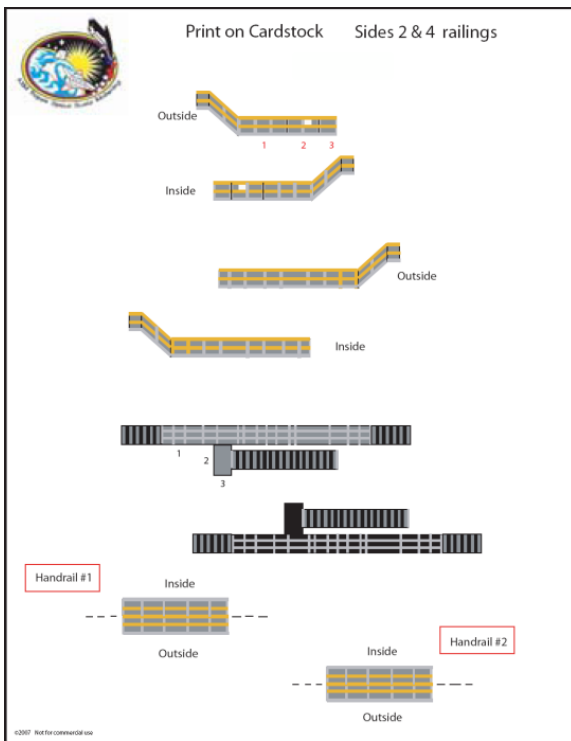 Print on Cardstock Sides 2 & 4 railings
Outside
1 2 3
Inside
Outside
Inside
1
2
3
Handrail #1
Inside
Outside
Handrail #2
Inside
Outside
©2007 Not for commercial use